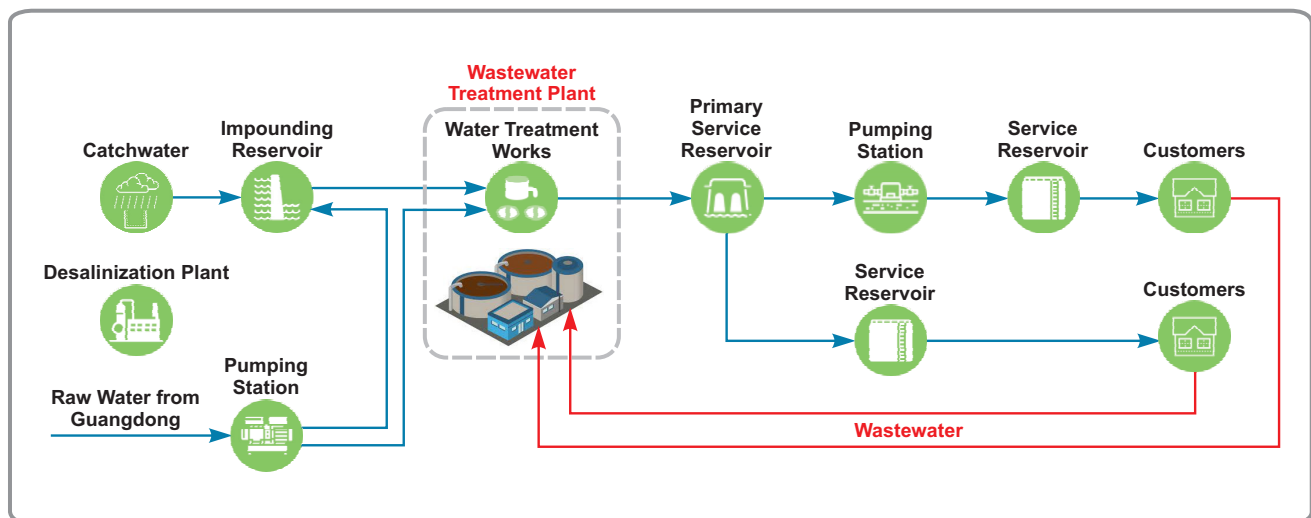 Wastewater
Treatment Plant
Catchwater
Impounding
Reservoir
Water Treatment
Works
Primary
Service
Reservoir
Pumping
Station
Service
Reservoir
Customers
Desalinization Plant
Service
Reservoir
Customers
Raw Water from
Guangdong
Pumping
Station
Wastewater